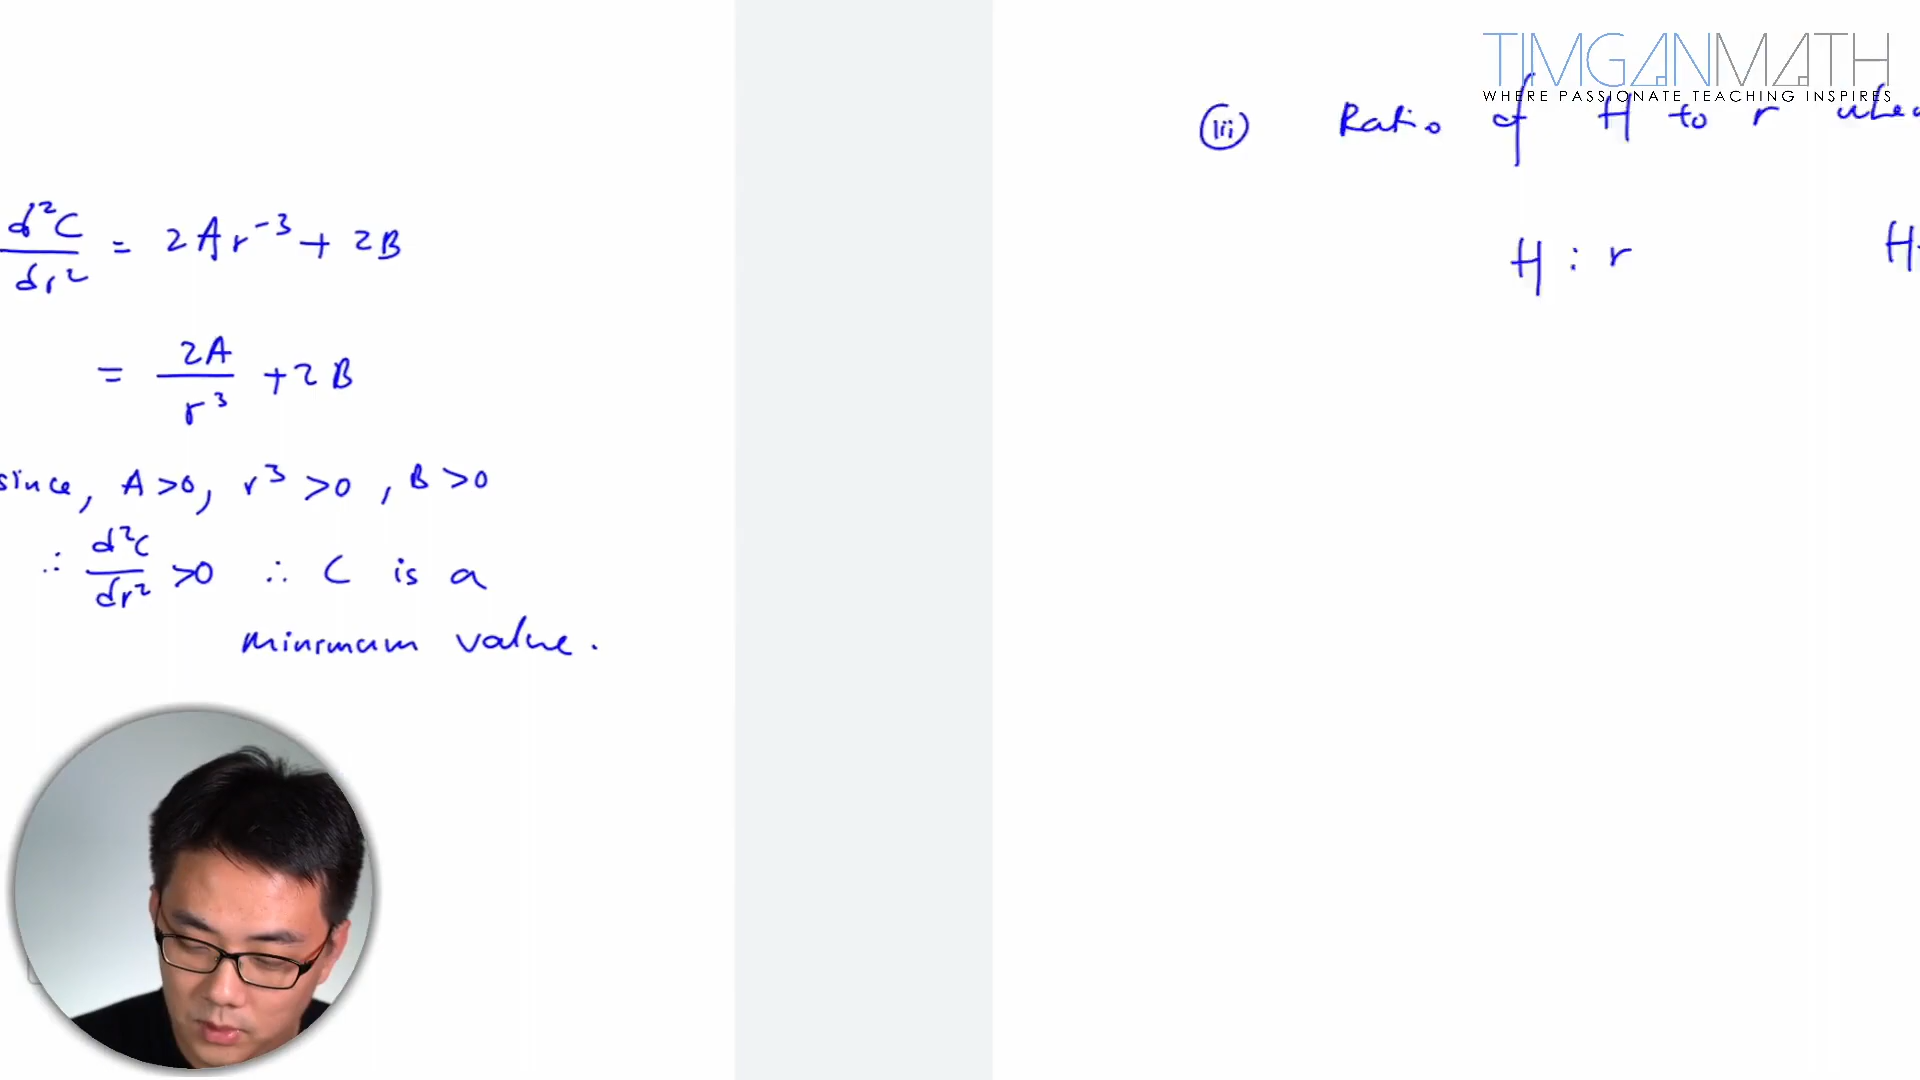 d²C/dr² = 2Ar⁻³ + 2B
= 2A/r³ + 2B
since, A>0, r³>0, B>0
∴ d²C/dr² >0 ∴ C is a
minimum value.
TIMGANMATH
WHERE PASSIONATE TEACHING INSPIRES
(iii) Ratio of H to r
H : r H